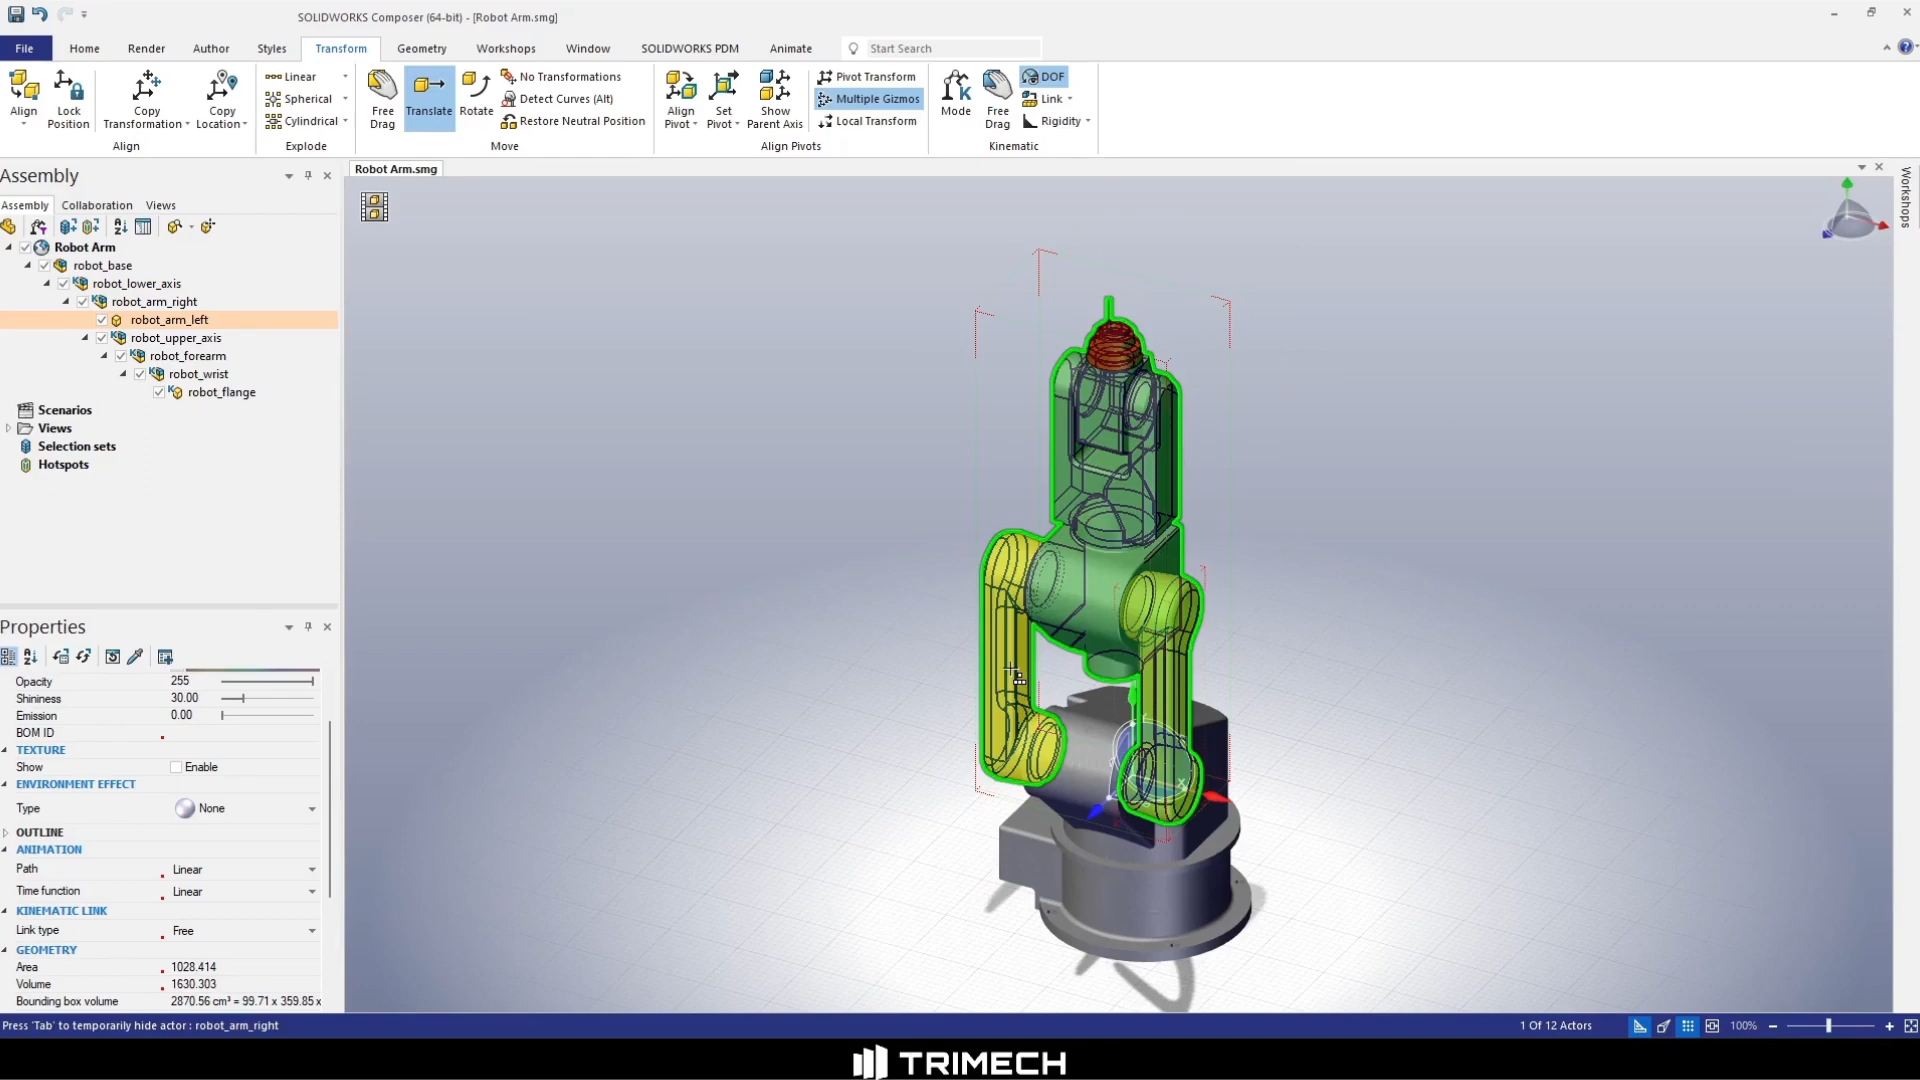 SOLIDWORKS Composer (64-bit) - [Robot Arm.smg]
File Home Render Author Styles Transform Geometry Workshops Window SOLIDWORKS PDM Animate Start Search
Align
Lock Position
Copy Transformation
Copy Location
Align
Linear
Spherical
Cylindrical
Explode
Free Drag
Translate
Rotate
No Transformations
Detect Curves (Alt)
Restore Neutral Position
Move
Align Pivot
Set Pivot
Show Parent Axis
Pivot Transform
Multiple Gizmos
Local Transform
Align Pivots
Mode
Free Drag
DOF
Link
Rigidity
Kinematic
Assembly
Assembly Collaboration Views
Robot Arm
robot_base
robot_lower_axis
robot_arm_right
robot_arm_left
robot_upper_axis
robot_forearm
robot_wrist
robot_flange
Scenarios
Views
Selection sets
Hotspots
Properties
Opacity 255
Shininess 30.00
Emission 0.00
BOM ID
TEXTURE
Show Enable
ENVIRONMENT EFFECT
Type None
OUTLINE
ANIMATION
Path Linear
Time function Linear
KINEMATIC LINK
Link type Free
GEOMETRY
Area 1028.414
Volume 1630.303
Bounding box volume 2870.56 cm³ = 99.71 x 359.85 x
Robot Arm.smg
Workshops
Press 'Tab' to temporarily hide actor : robot_arm_right
1 Of 12 Actors
100%
TRIMECH